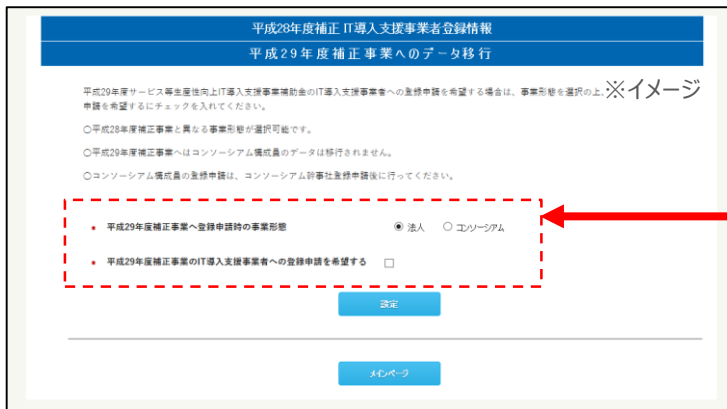 平成28年度補正 IT導入支援事業者登録情報
平成29年度補正事業へのデータ移行
平成29年度サービス等生産性向上IT導入支援事業補助金のIT導入支援事業者への登録申請を希望する場合は、事業形態を選択の上、
申請を希望するにチェックを入れてください。
※イメージ
○平成28年度補正事業と異なる事業形態が選択可能です。
○平成29年度補正事業へはコンソーシアム構成員のデータは移行されません。
○コンソーシアム構成員の登録申請は、コンソーシアム幹事社登録申請後に行ってください。
* 平成29年度補正事業へ登録申請時の事業形態 法人 コンソーシアム
* 平成29年度補正事業のIT導入支援事業者への登録申請を希望する
設定
メインページ